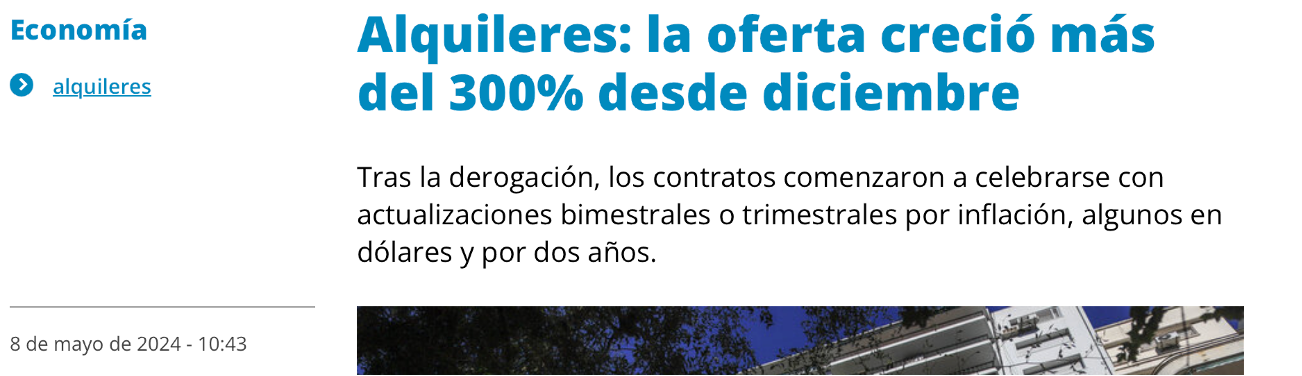 Economía
alquileres
8 de mayo de 2024 - 10:43
Alquileres: la oferta creció más
del 300% desde diciembre
Tras la derogación, los contratos comenzaron a celebrarse con
actualizaciones bimestrales o trimestrales por inflación, algunos en
dólares y por dos años.